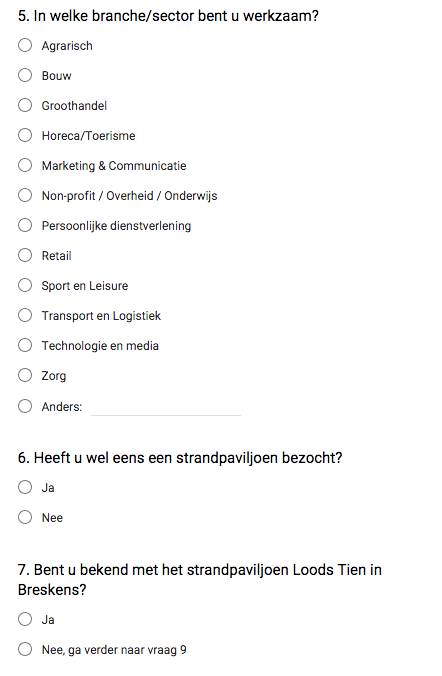 5. In welke branche/sector bent u werkzaam?
Agrarisch
Bouw
Groothandel
Horeca/Toerisme
Marketing & Communicatie
Non-profit / Overheid / Onderwijs
Persoonlijke dienstverlening
Retail
Sport en Leisure
Transport en Logistiek
Technologie en media
Zorg
Anders:
6. Heeft u wel eens een strandpaviljoen bezocht?
Ja
Nee
7. Bent u bekend met het strandpaviljoen Loods Tien in
Breskens?
Ja
Nee, ga verder naar vraag 9